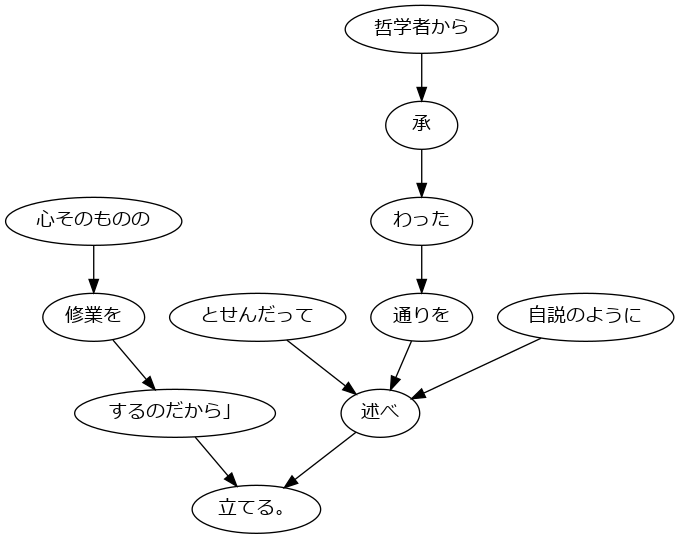 哲学者から
承
わった
心そのものの
修業を
とせんだって
通りを
自説のように
するのだから」
述べ
立てる。